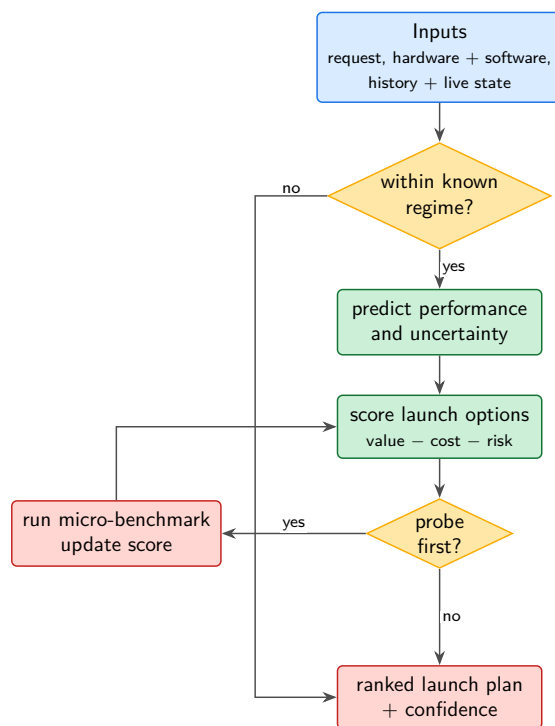 Inputs
request, hardware + software,
history + live state
within known
regime?
no
yes
predict performance
and uncertainty
score launch options
value − cost − risk
run micro-benchmark
update score
yes
probe
first?
no
ranked launch plan
+ confidence